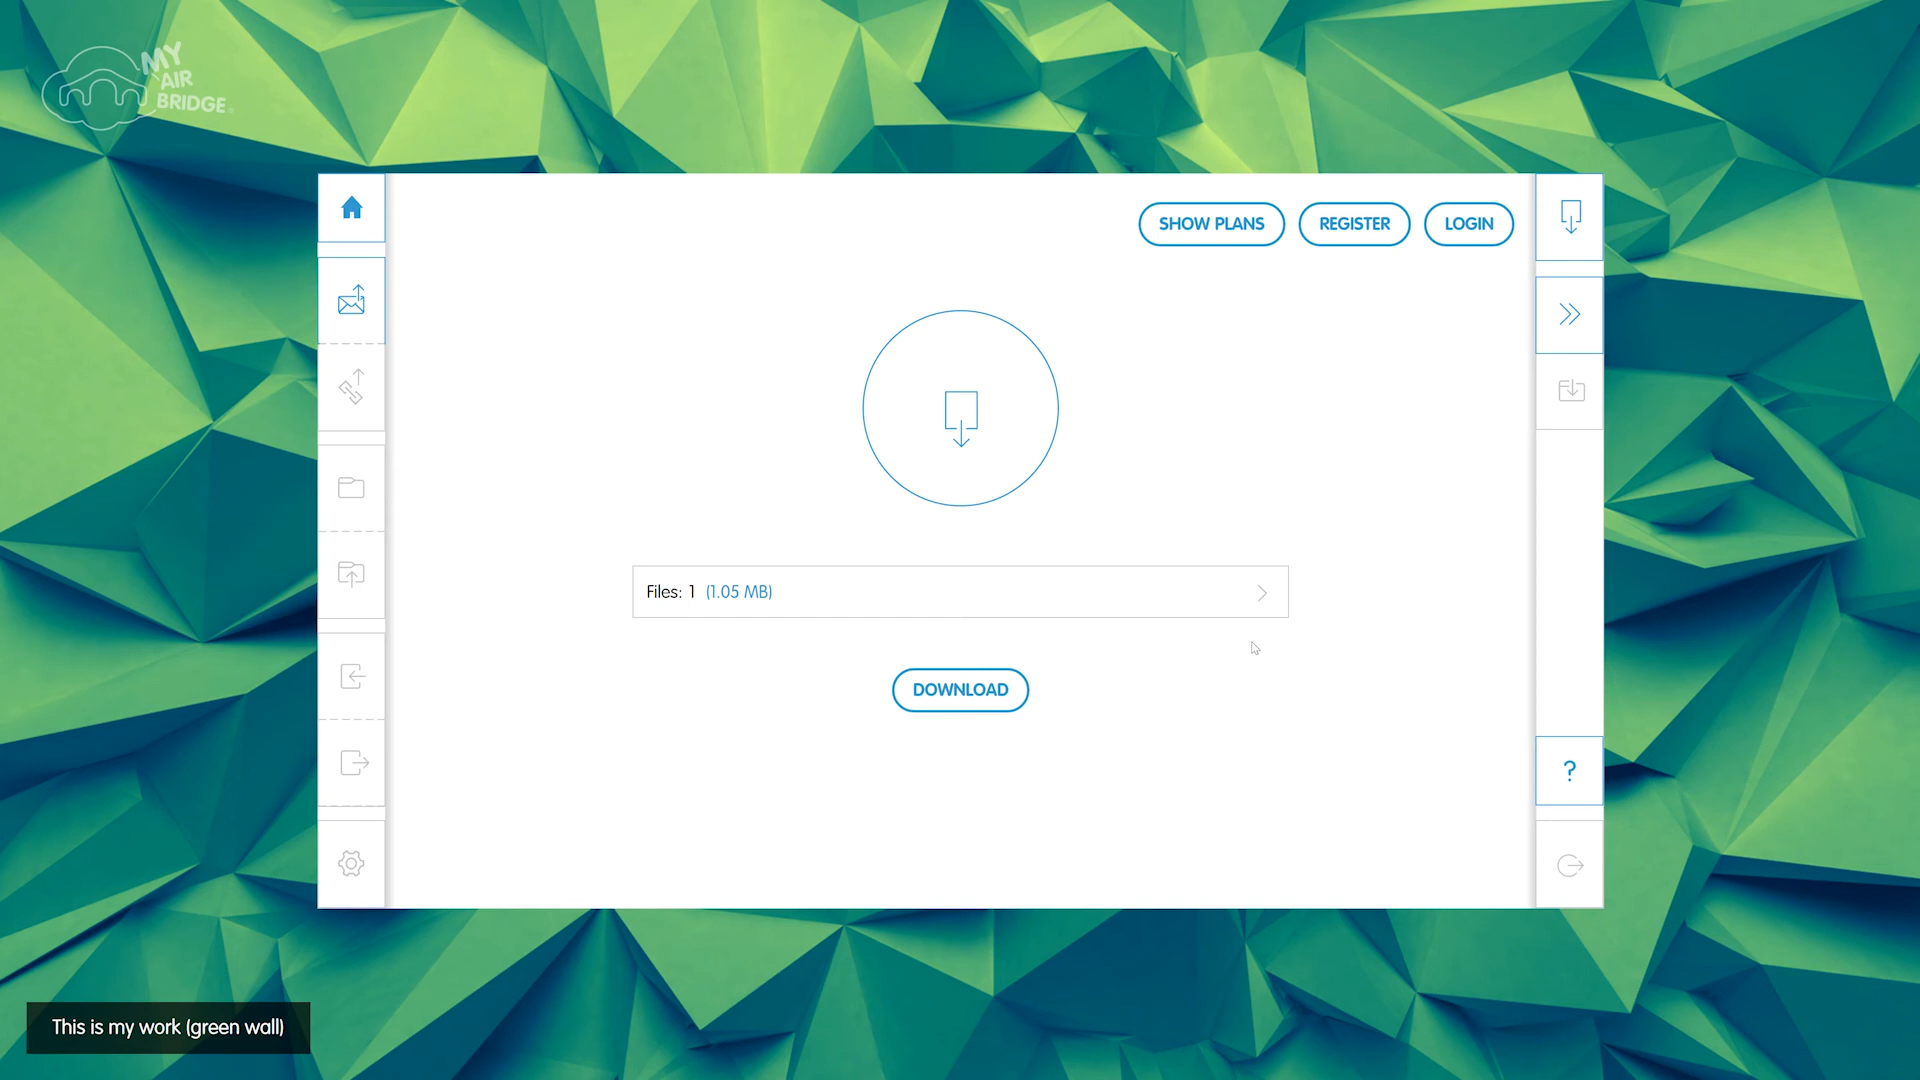 MY
AIR
BRIDGE
SHOW PLANS
REGISTER
LOGIN
Files: 1 (1.05 MB)
DOWNLOAD
?
This is my work (green wall)